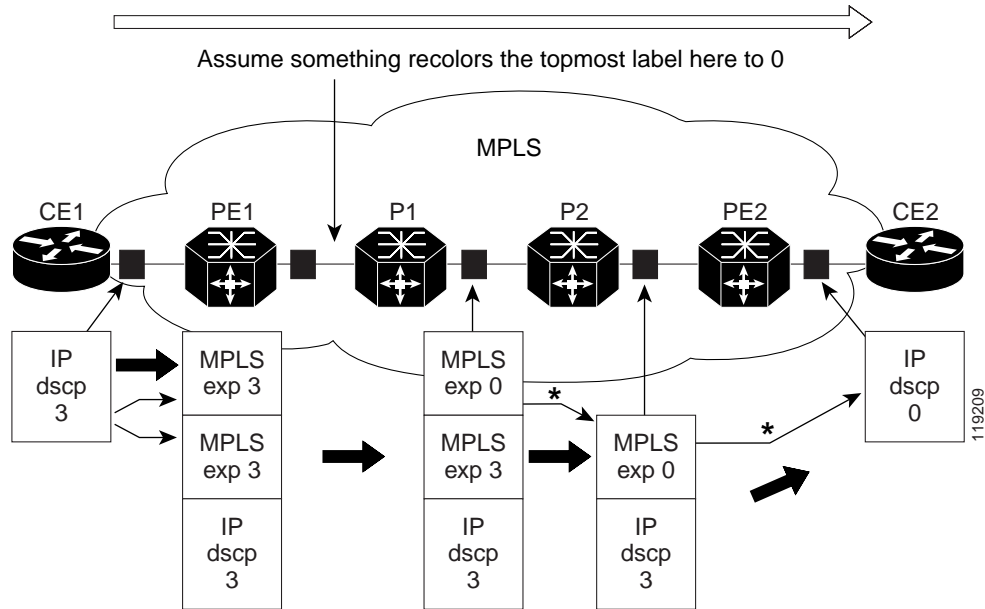 Assume something recolors the topmost label here to 0
MPLS
CE1
PE1
P1
P2
PE2
CE2
IP
dscp
3
MPLS
exp 3
MPLS
exp 3
IP
dscp
3
MPLS
exp 0
MPLS
exp 3
IP
dscp
3
*
MPLS
exp 0
IP
dscp
3
*
IP
dscp
0
119209